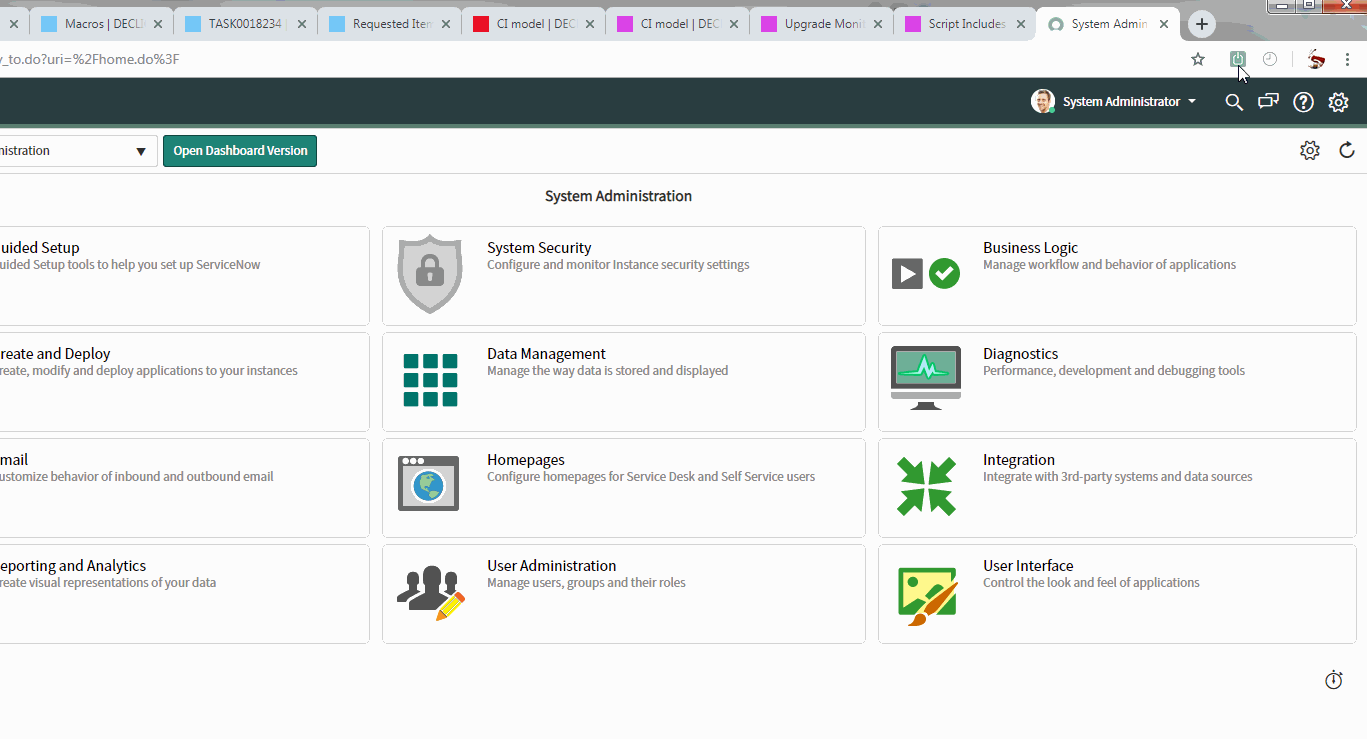 Macros | DECLI
TASK0018234 |
Requested Item
CI model | DECL
CI model | DECL
Upgrade Monit
Script Includes
System Admin
y_to.do?uri=%2Fhome.do%3F
System Administrator
nistration
Open Dashboard Version
System Administration
uided Setup
uided Setup tools to help you set up ServiceNow
System Security
Configure and monitor Instance security settings
Business Logic
Manage workflow and behavior of applications
reate and Deploy
reate, modify and deploy applications to your instances
Data Management
Manage the way data is stored and displayed
Diagnostics
Performance, development and debugging tools
mail
ustomize behavior of inbound and outbound email
Homepages
Configure homepages for Service Desk and Self Service users
Integration
Integrate with 3rd-party systems and data sources
eporting and Analytics
reate visual representations of your data
User Administration
Manage users, groups and their roles
User Interface
Control the look and feel of applications